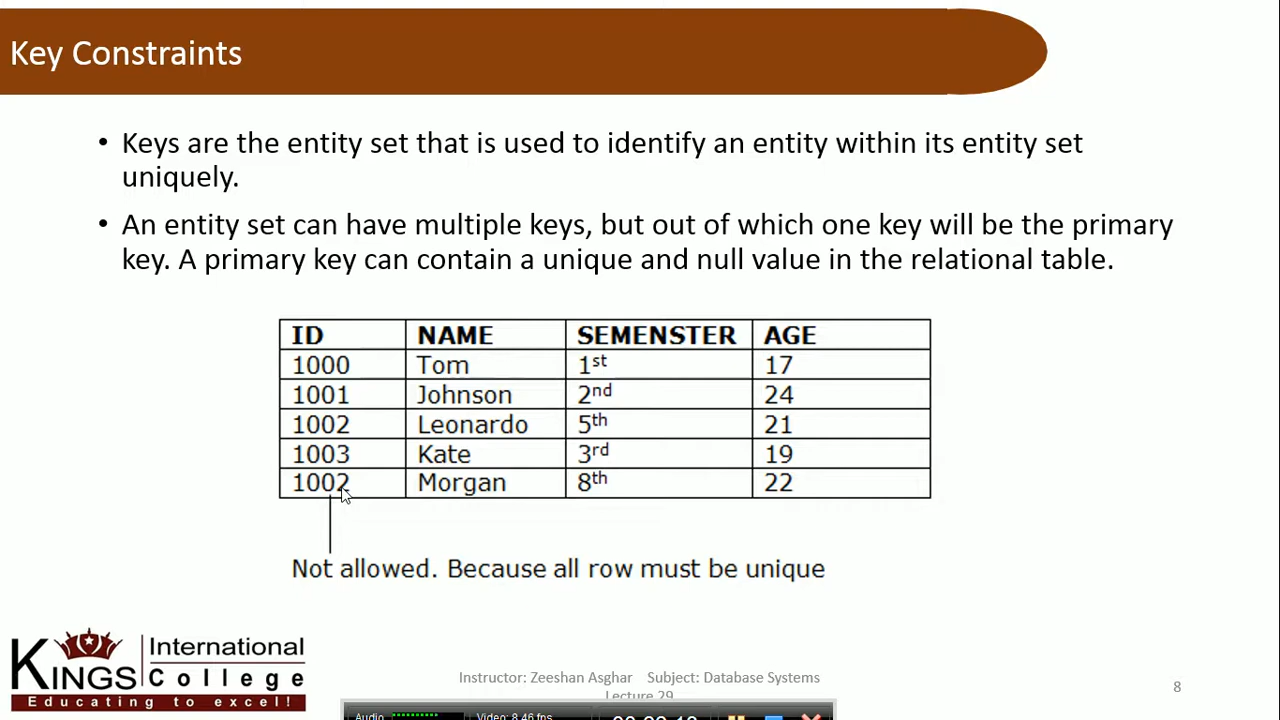 Key Constraints
• Keys are the entity set that is used to identify an entity within its entity set
uniquely.
• An entity set can have multiple keys, but out of which one key will be the primary
key. A primary key can contain a unique and null value in the relational table.
ID NAME SEMENSTER AGE
1000 Tom 1st 17
1001 Johnson 2nd 24
1002 Leonardo 5th 21
1003 Kate 3rd 19
1002 Morgan 8th 22
Not allowed. Because all row must be unique
KINGS International College
Educating to excel!
Instructor: Zeeshan Asghar Subject: Database Systems
Lecture 29
8
Audio Video: 8.46 fps